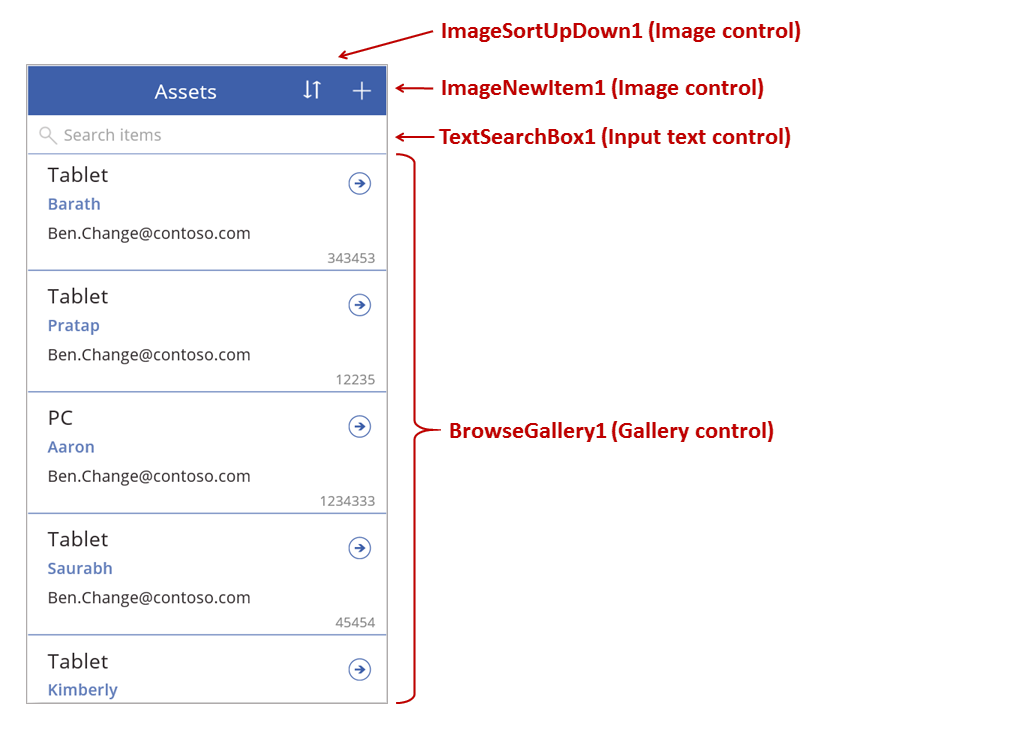 ImageSortUpDown1 (Image control)
Assets
ImageNewItem1 (Image control)
Search items
TextSearchBox1 (Input text control)
Tablet
Barath
Ben.Change@contoso.com
343453
Tablet
Pratap
Ben.Change@contoso.com
12235
PC
Aaron
BrowseGallery1 (Gallery control)
Ben.Change@contoso.com
1234333
Tablet
Saurabh
Ben.Change@contoso.com
45454
Tablet
Kimberly